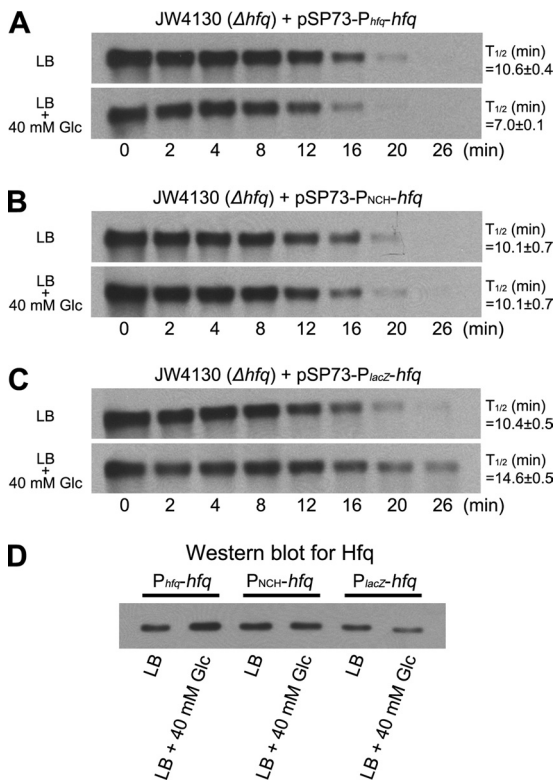 A
JW4130 (Δhfq) + pSP73-Phfq-hfq
LB
T1/2 (min)
=10.6±0.4
LB
+
40 mM Glc
T1/2 (min)
=7.0±0.1
0 2 4 8 12 16 20 26 (min)
B
JW4130 (Δhfq) + pSP73-PNCH-hfq
LB
T1/2 (min)
=10.1±0.7
LB
+
40 mM Glc
T1/2 (min)
=10.1±0.7
0 2 4 8 12 16 20 26 (min)
C
JW4130 (Δhfq) + pSP73-PlacZ-hfq
LB
T1/2 (min)
=10.4±0.5
LB
+
40 mM Glc
T1/2 (min)
=14.6±0.5
0 2 4 8 12 16 20 26 (min)
D
Western blot for Hfq
Phfq-hfq PNCH-hfq PlacZ-hfq
LB
LB + 40 mM Glc
LB
LB + 40 mM Glc
LB
LB + 40 mM Glc